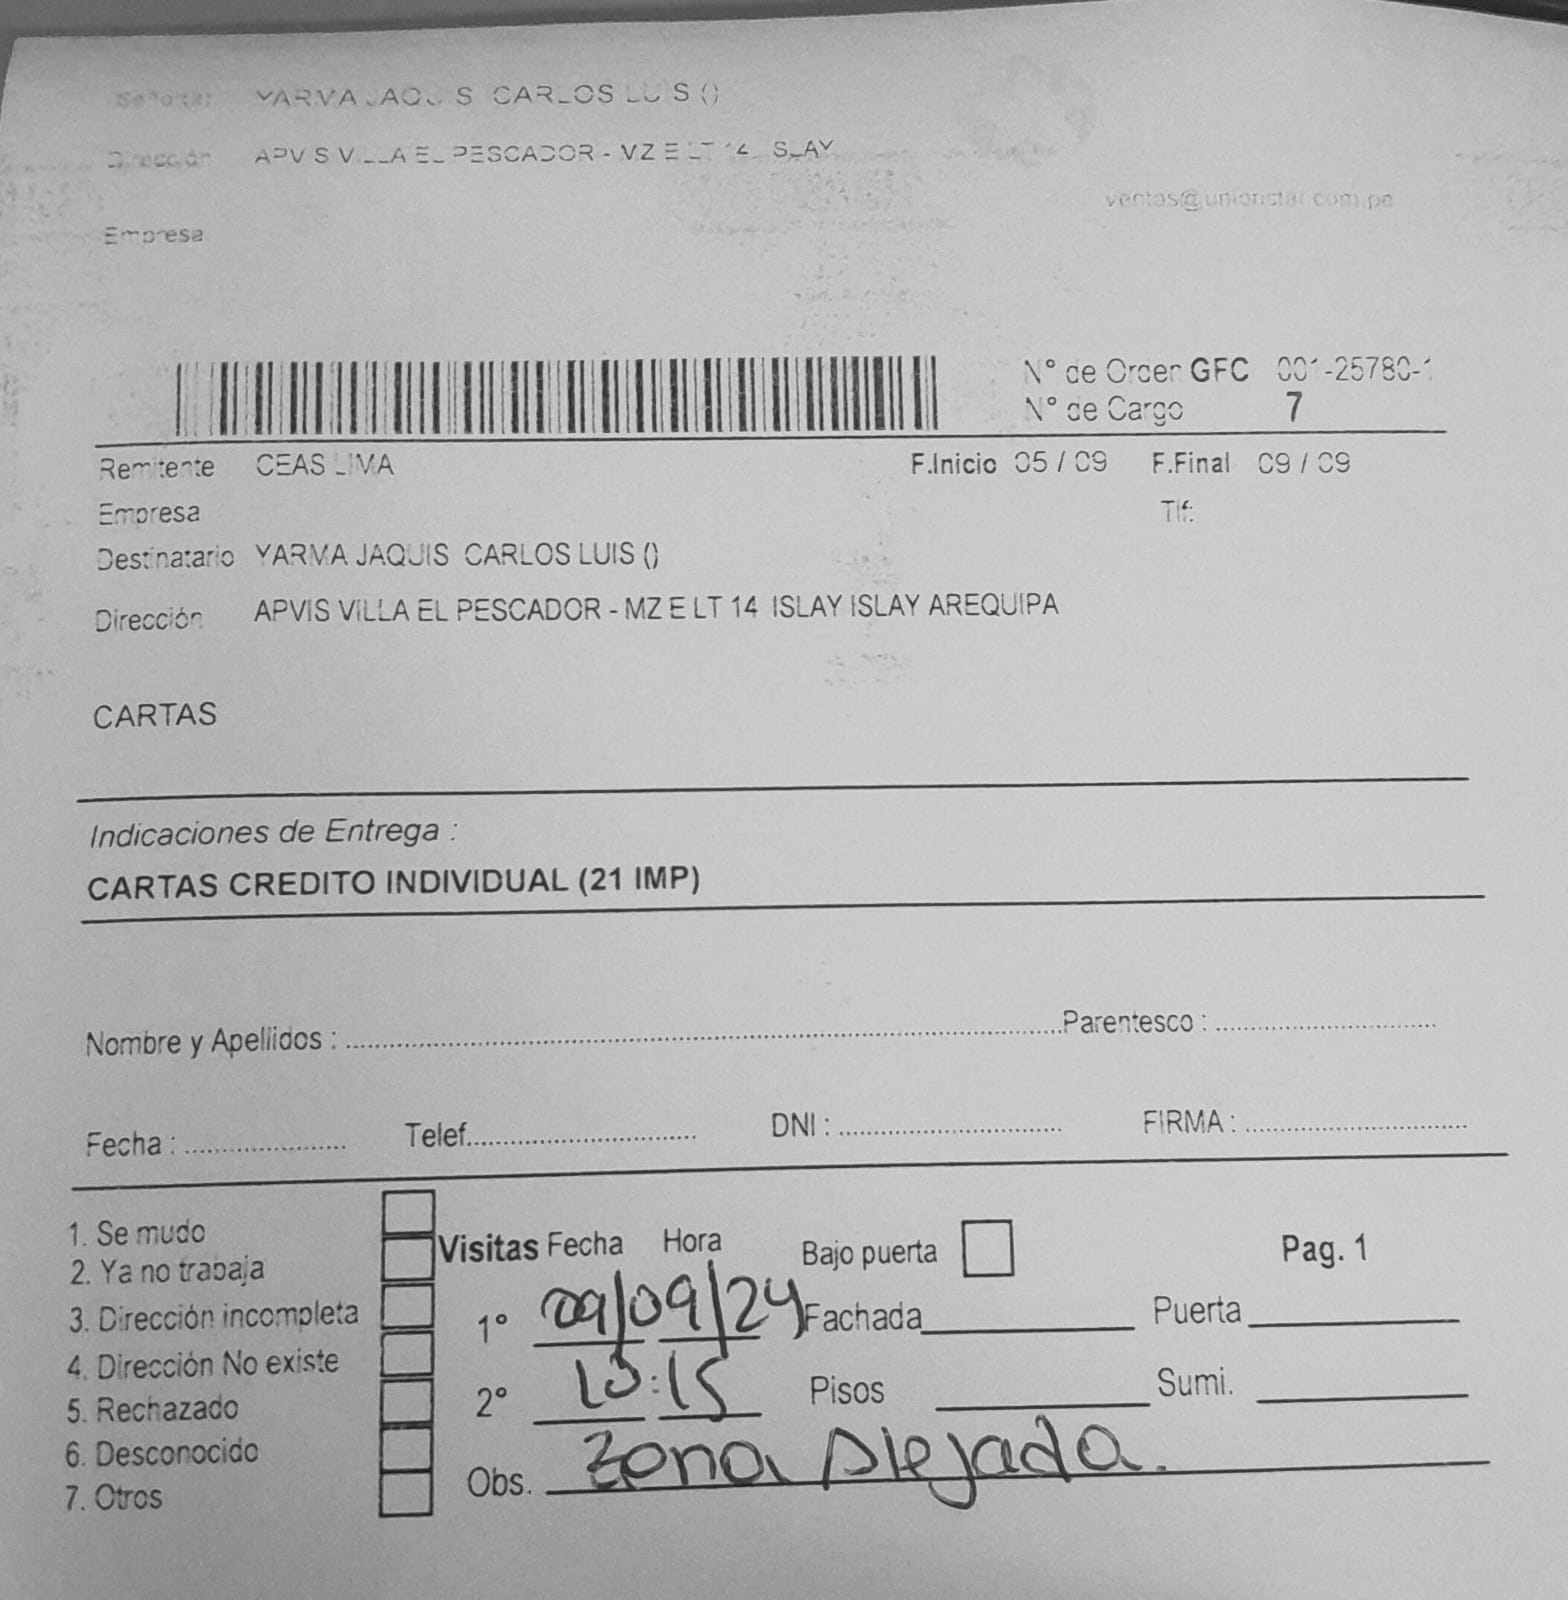 Señor(a) YARMA JAQUIS CARLOS LUIS ()
Dirección APVIS VILLA EL PESCADOR - MZ E LT 14 ISLAY
ventas@unionstar.com.pe
Empresa
N° de Orden GFC 001-25780-1
N° de Cargo 7
Remitente CEAS LIMA F.Inicio 05 / 09 F.Final 09 / 09
Empresa Tlf:
Destinatario YARMA JAQUIS CARLOS LUIS ()
Dirección APVIS VILLA EL PESCADOR - MZ E LT 14 ISLAY ISLAY AREQUIPA
CARTAS
Indicaciones de Entrega :
CARTAS CREDITO INDIVIDUAL (21 IMP)
Nombre y Apellidos : Parentesco :
Fecha : Telef. DNI : FIRMA :
1. Se mudo
2. Ya no trabaja
3. Dirección incompleta
4. Dirección No existe
5. Rechazado
6. Desconocido
7. Otros
Visitas Fecha Hora Bajo puerta Pag. 1
1° 09/09/24 Fachada Puerta
2° 10:15 Pisos Sumi.
Obs. Zona Alejada.